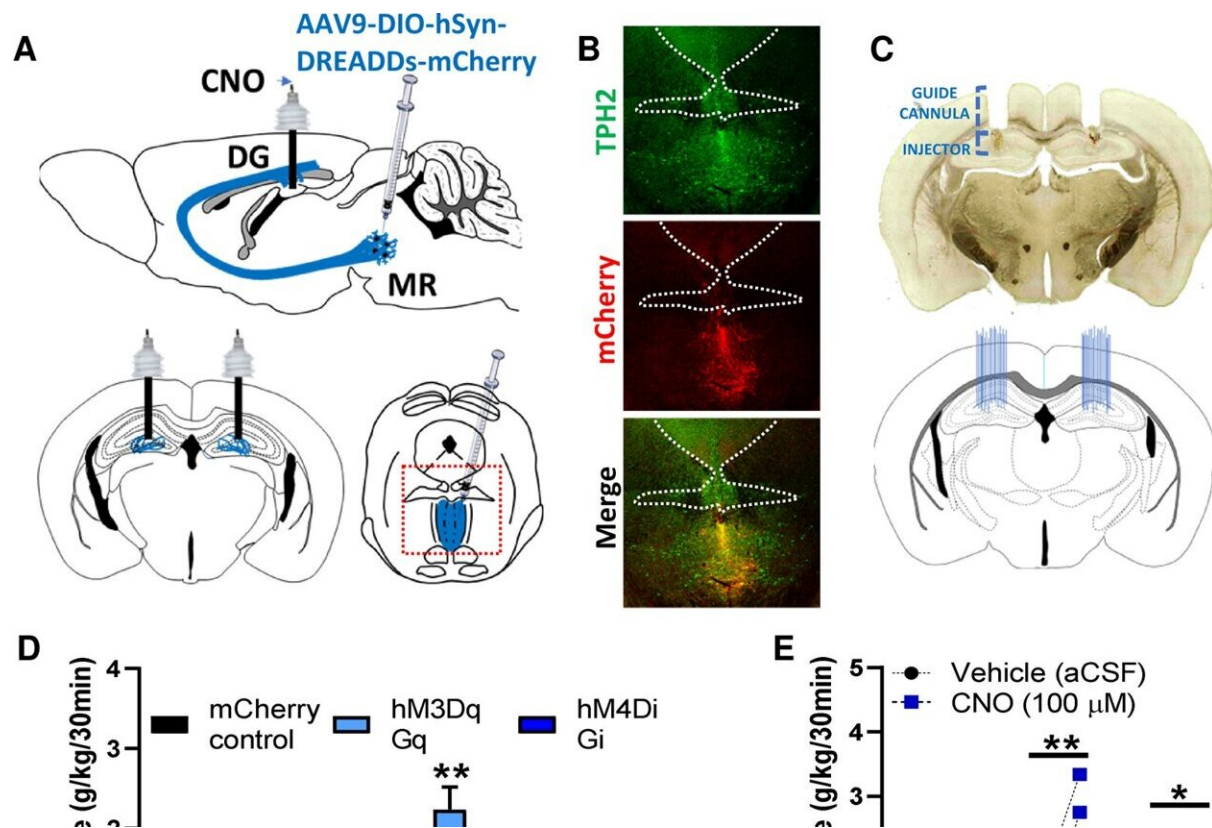 A
AAV9-DIO-hSyn-
DREADDs-mCherry
CNO
DG
MR
B
TPH2
mCherry
Merge
C
GUIDE
CANNULA
INJECTOR
D
(g/kg/30min)
4
3
mCherry
control
hM3Dq
Gq
hM4Di
Gi
**
E
(g/kg/30min)
5
4
3
Vehicle (aCSF)
CNO (100 μM)
**
*